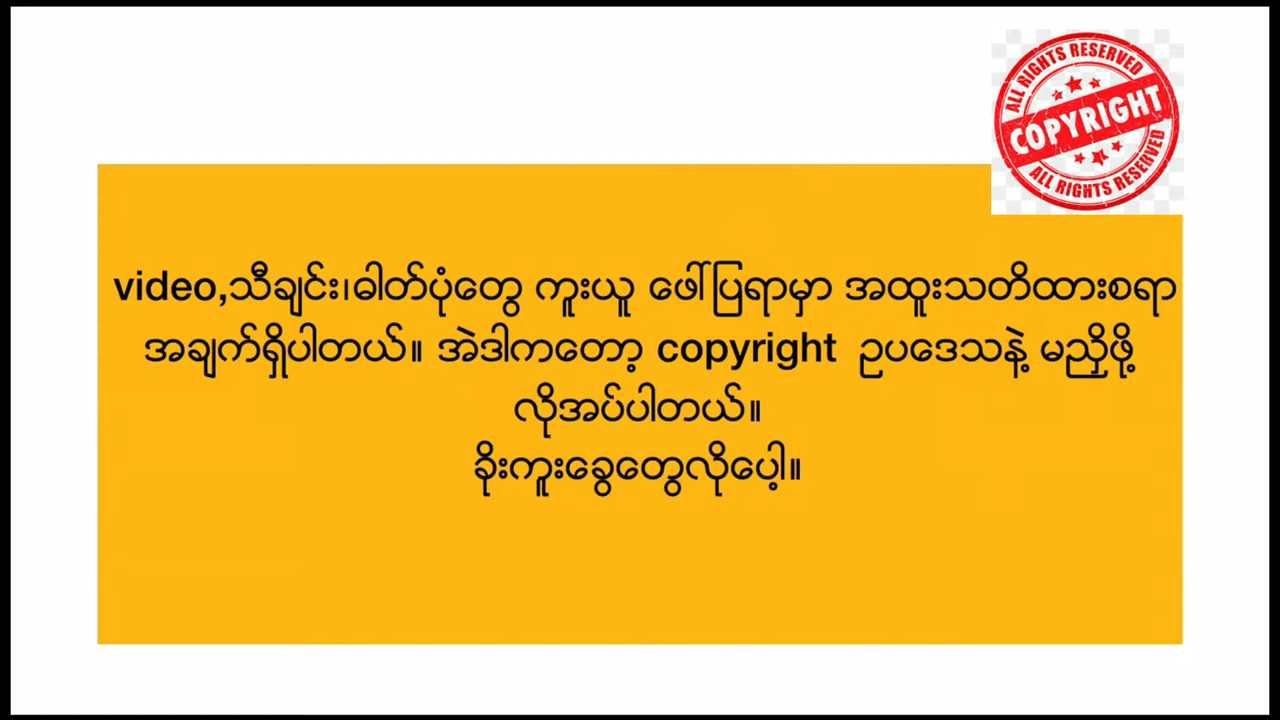 ALL RIGHTS RESERVED
COPYRIGHT
ALL RIGHTS RESERVED
video,သီချင်း၊ဓါတ်ပုံတွေ ကူးယူ ဖေါ်ပြရာမှာ အထူးသတိထားစရာ
အချက်ရှိပါတယ်။ အဲဒါကတော့ copyright ဥပဒေသနဲ့ မညှိဖို့
လိုအပ်ပါတယ်။
ခိုးကူးခွေတွေလိုပေါ့။